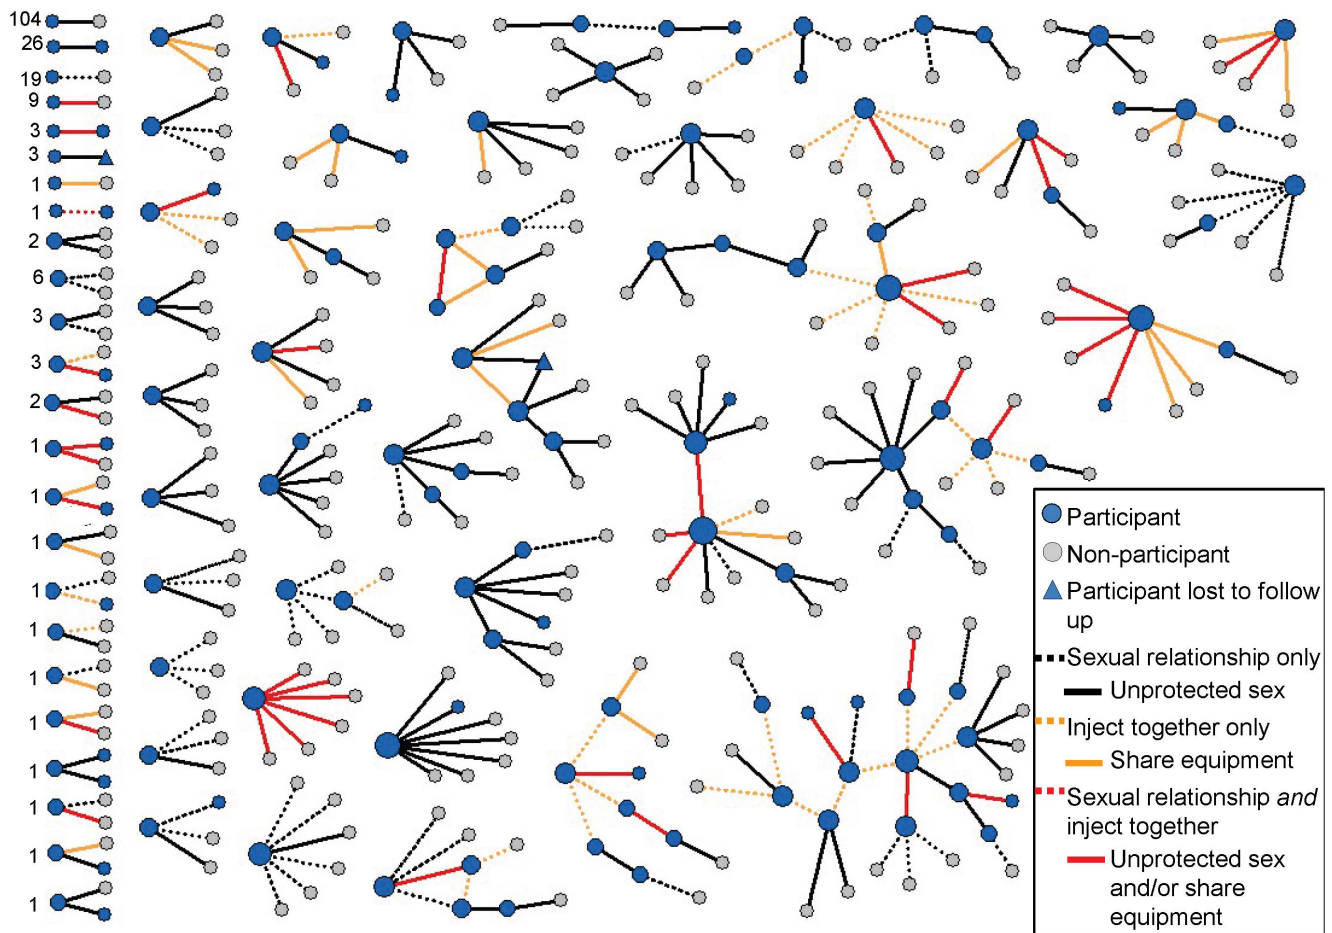 104
26
19
9
3
3
1
1
2
6
3
3
2
1
1
1
1
1
1
1
1
1
1
1
Participant
Non-participant
Participant lost to follow
up
Sexual relationship only
Unprotected sex
Inject together only
Share equipment
Sexual relationship and
inject together
Unprotected sex
and/or share
equipment